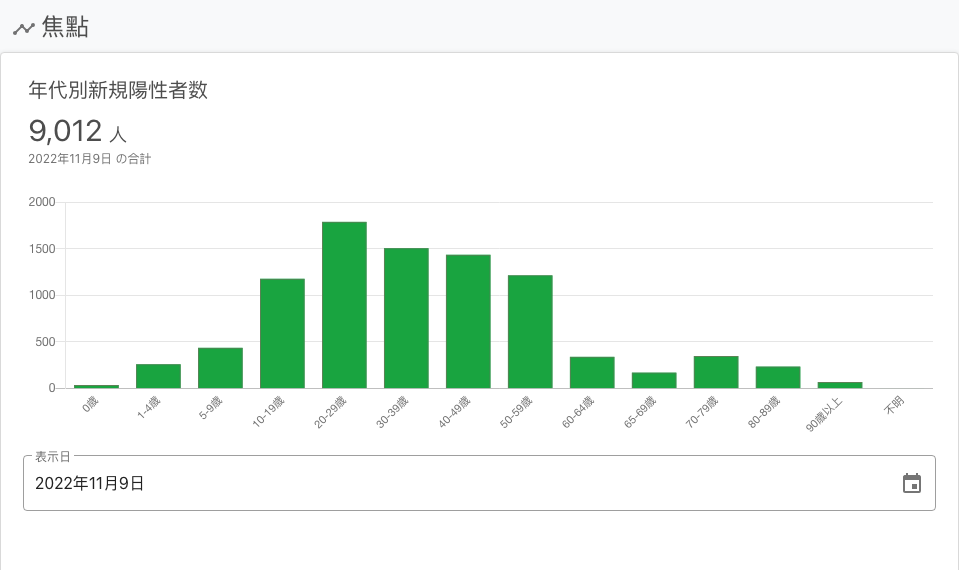 焦點
年代別新規陽性者数
9,012 人
2022年11月9日 の合計
2000
1500
1000
500
0
0歳
1-4歳
5-9歳
10-19歳
20-29歳
30-39歳
40-49歳
50-59歳
60-64歳
65-69歳
70-79歳
80-89歳
90歳以上
不明
表示日
2022年11月9日